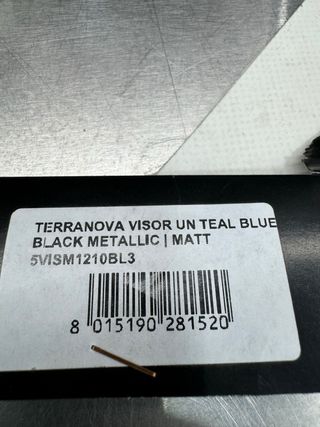 TERRANOVA VISOR UN TEAL BLUE
BLACK METALLIC | MATT
5VISM1210BL3
8 015190 281520